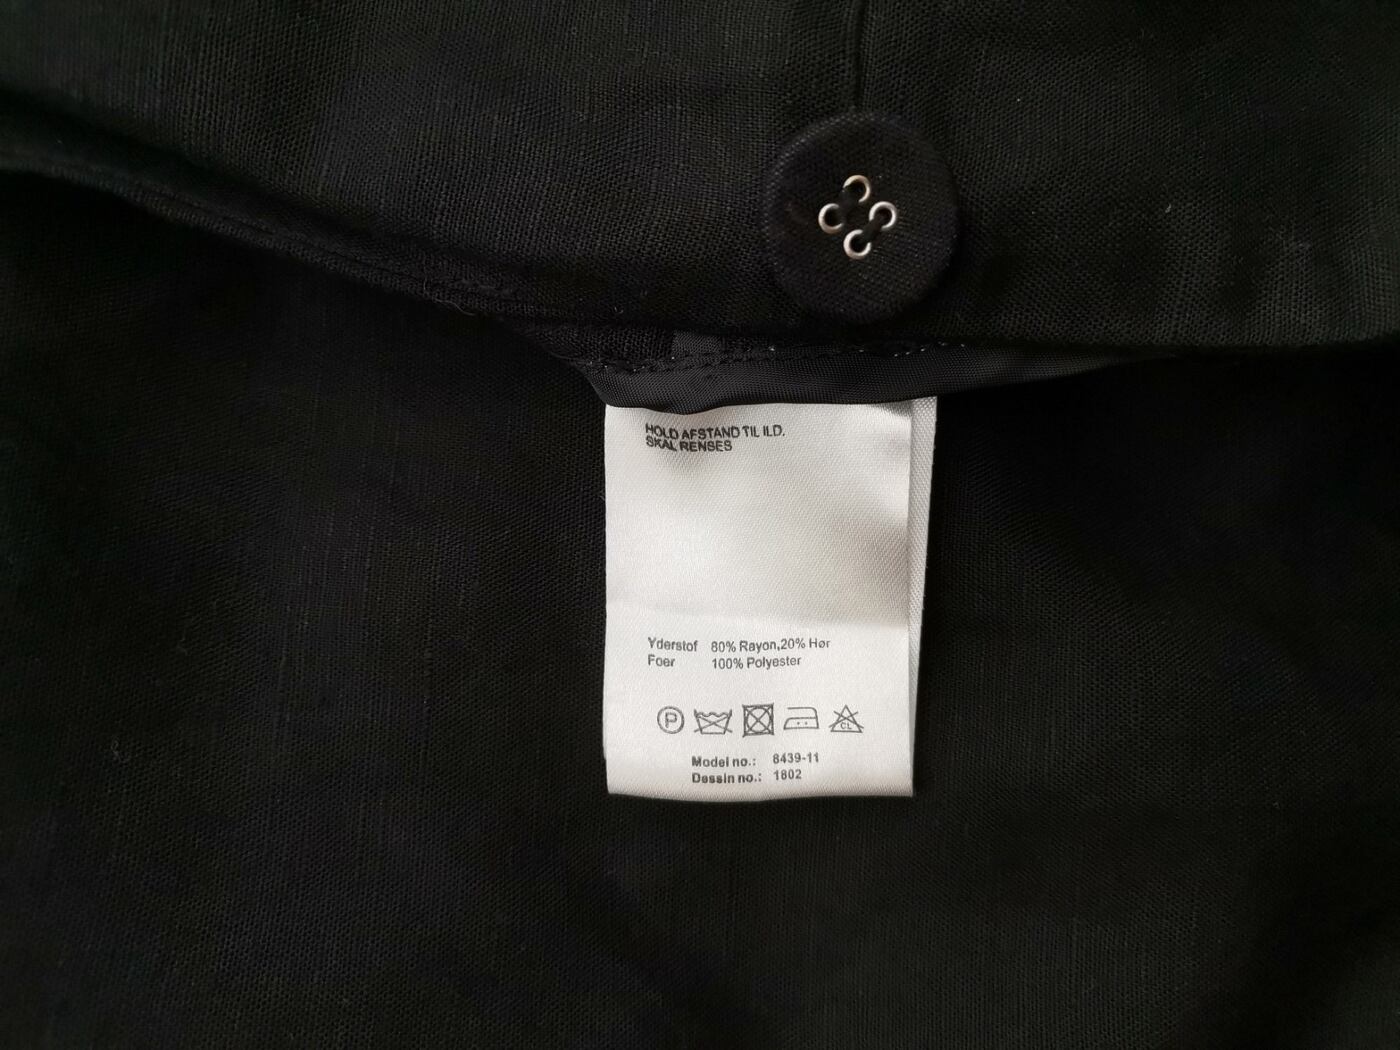 HOLD AFSTAND TIL ILD.
SKAL RENSES
Yderstof 80% Rayon,20% Hør
Foer 100% Polyester
P CL
Model no.: 8439-11
Dessin no.: 1802